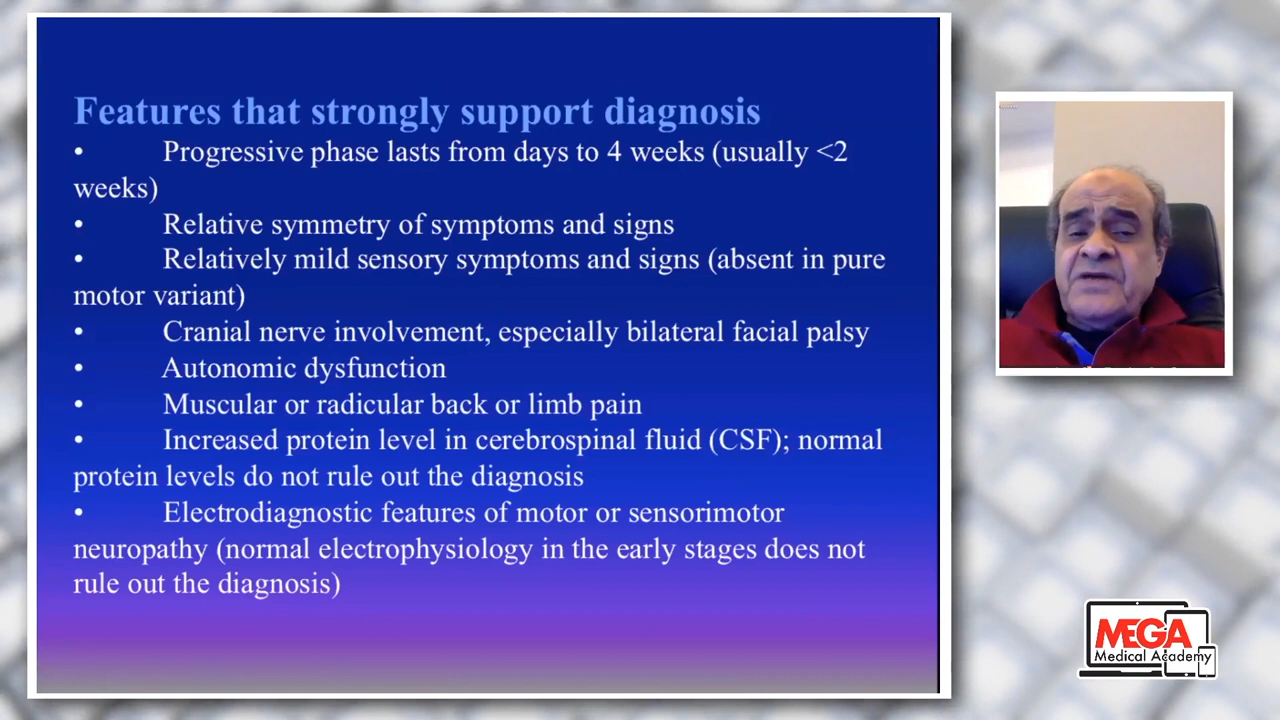 Features that strongly support diagnosis
• Progressive phase lasts from days to 4 weeks (usually <2
weeks)
• Relative symmetry of symptoms and signs
• Relatively mild sensory symptoms and signs (absent in pure
motor variant)
• Cranial nerve involvement, especially bilateral facial palsy
• Autonomic dysfunction
• Muscular or radicular back or limb pain
• Increased protein level in cerebrospinal fluid (CSF); normal
protein levels do not rule out the diagnosis
• Electrodiagnostic features of motor or sensorimotor
neuropathy (normal electrophysiology in the early stages does not
rule out the diagnosis)
MEGA
Medical Academy